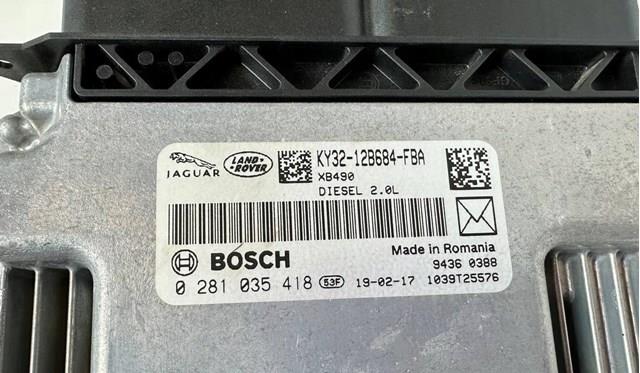 JAGUAR
LAND-
ROVER
KY32-12B684-FBA
XB490
DIESEL 2.0L
Made in Romania
BOSCH
9436 0388
0 281 035 418 53F 19-02-17 1039T25576